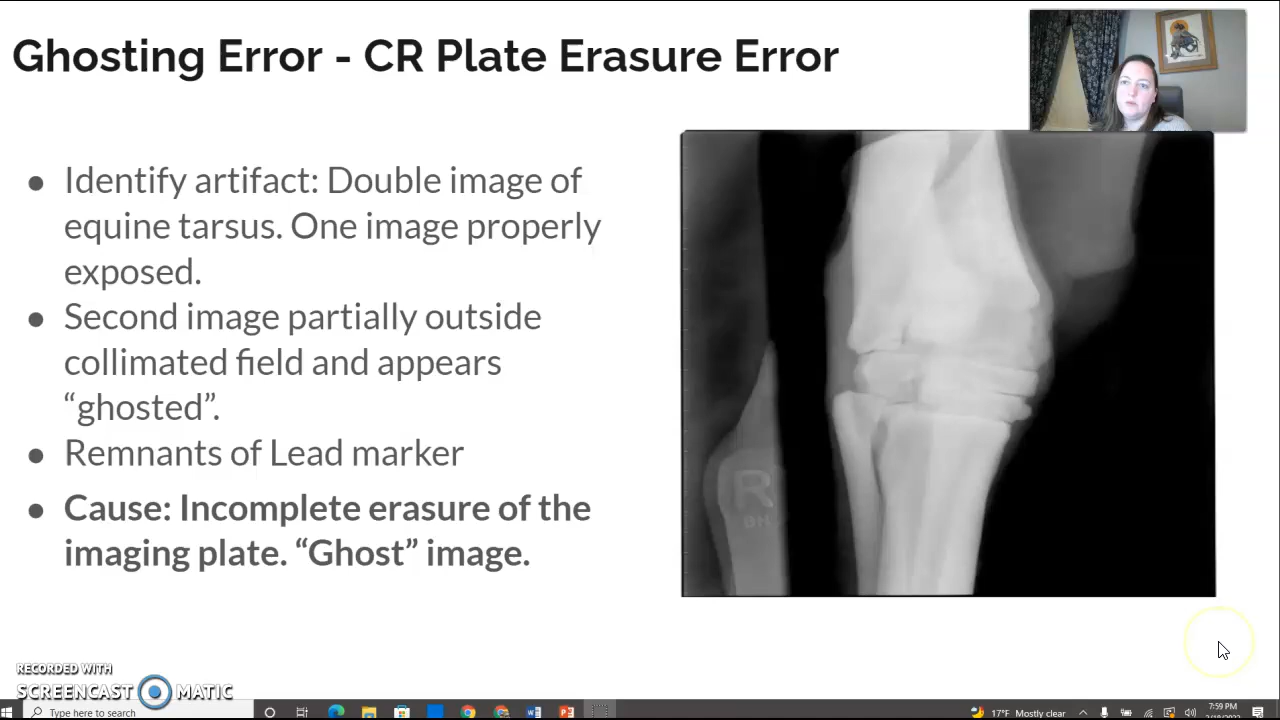 Ghosting Error - CR Plate Erasure Error
● Identify artifact: Double image of
equine tarsus. One image properly
exposed.
● Second image partially outside
collimated field and appears
“ghosted”.
● Remnants of Lead marker
● Cause: Incomplete erasure of the
imaging plate. “Ghost” image.
R
RECORDED WITH
SCREENCAST MATIC
Type here to search
17°F Mostly clear
7:59 PM